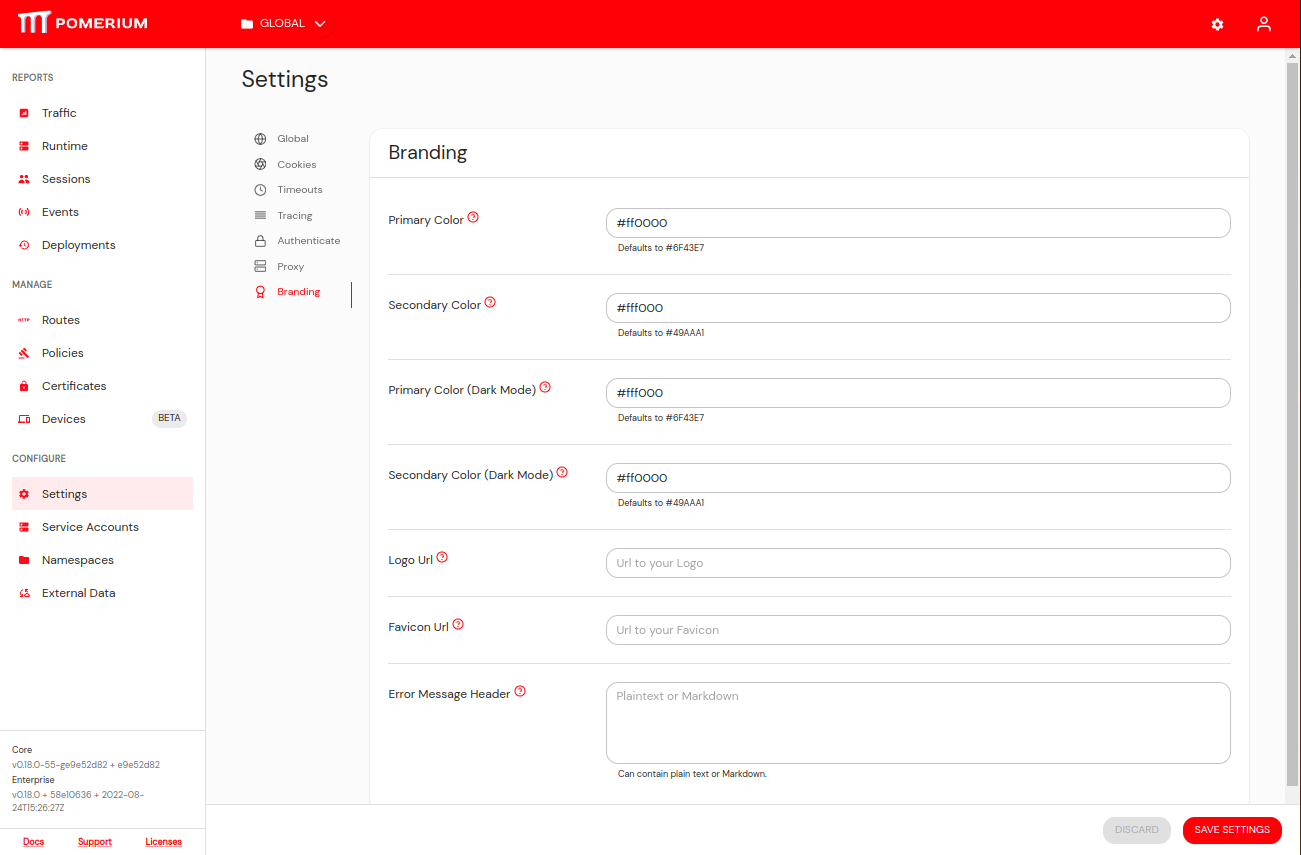 POMERIUM
GLOBAL
REPORTS
Traffic
Runtime
Sessions
Events
Deployments
MANAGE
HTTP Routes
Policies
Certificates
Devices BETA
CONFIGURE
Settings
Service Accounts
Namespaces
External Data
Core
v0.18.0-55-ge9e52d82 + e9e52d82
Enterprise
v0.18.0 + 58e10636 + 2022-08-
24T15:26:27Z
Docs Support Licenses
Settings
Global
Cookies
Timeouts
Tracing
Authenticate
Proxy
Branding
Branding
Primary Color ? #ff0000
Defaults to #6F43E7
Secondary Color ? #fff000
Defaults to #49AAA1
Primary Color (Dark Mode) ? #fff000
Defaults to #6F43E7
Secondary Color (Dark Mode) ? #ff0000
Defaults to #49AAA1
Logo Url ? Url to your Logo
Favicon Url ? Url to your Favicon
Error Message Header ? Plaintext or Markdown
Can contain plain text or Markdown.
DISCARD SAVE SETTINGS